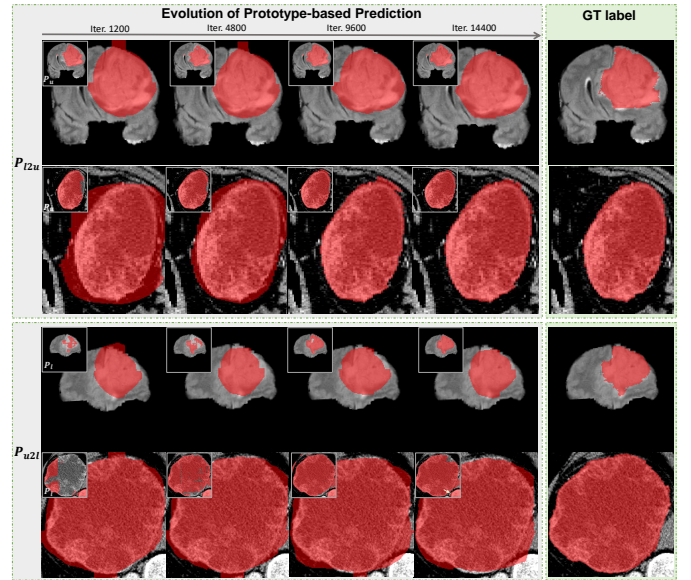 Evolution of Prototype-based Prediction
GT label
Iter. 1200
Iter. 4800
Iter. 9600
Iter. 14400
P_u
P_l2u
P_l
P_u2l